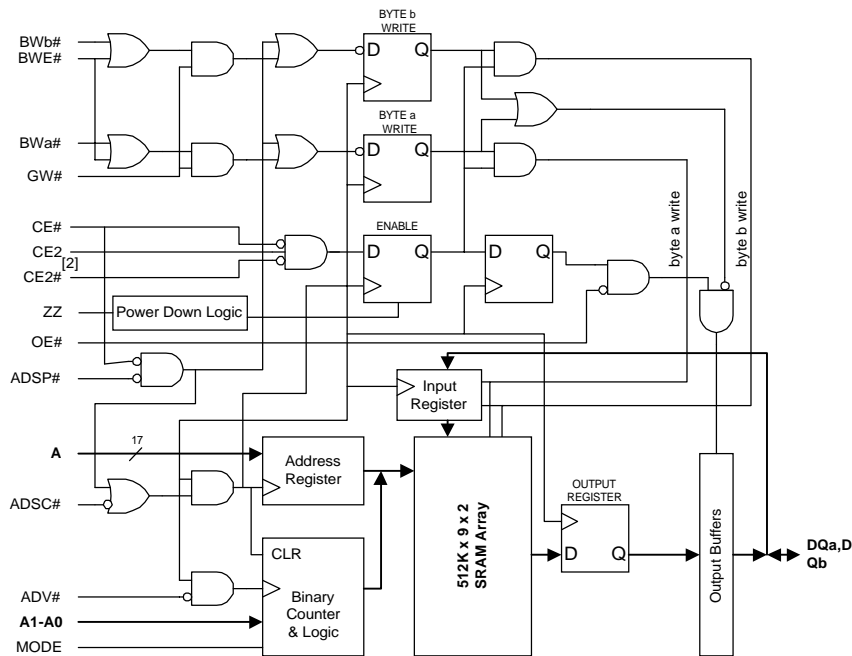 BWb#
BWE#
BWa#
GW#
CE#
CE2
[2]
CE2#
ZZ
OE#
ADSP#
A
17
ADSC#
ADV#
A1-A0
MODE
BYTE b
WRITE
D Q
BYTE a
WRITE
D Q
ENABLE
D Q
D Q
Power Down Logic
byte a write
byte b write
Input
Register
Address
Register
CLR
Binary
Counter
& Logic
512K x 9 x 2
SRAM Array
OUTPUT
REGISTER
D Q
Output Buffers
DQa,D
Qb